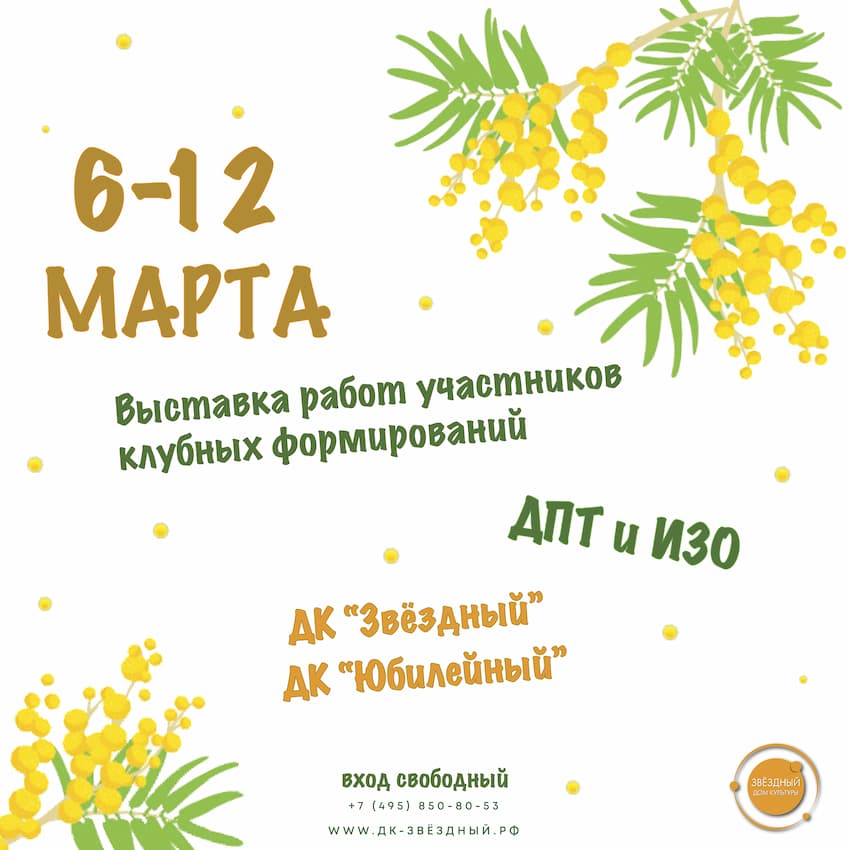 6-12
МАРТА
Выставка работ участников
клубных формирований
ДПТ и ИЗО
ДК “Звёздный”
ДК “Юбилейный”
вход свободный
+7 (495) 850-80-53
WWW.ДК-ЗВЁЗДНЫЙ.РФ
ЗВЁЗДНЫЙ
ДОМ КУЛЬТУРЫ